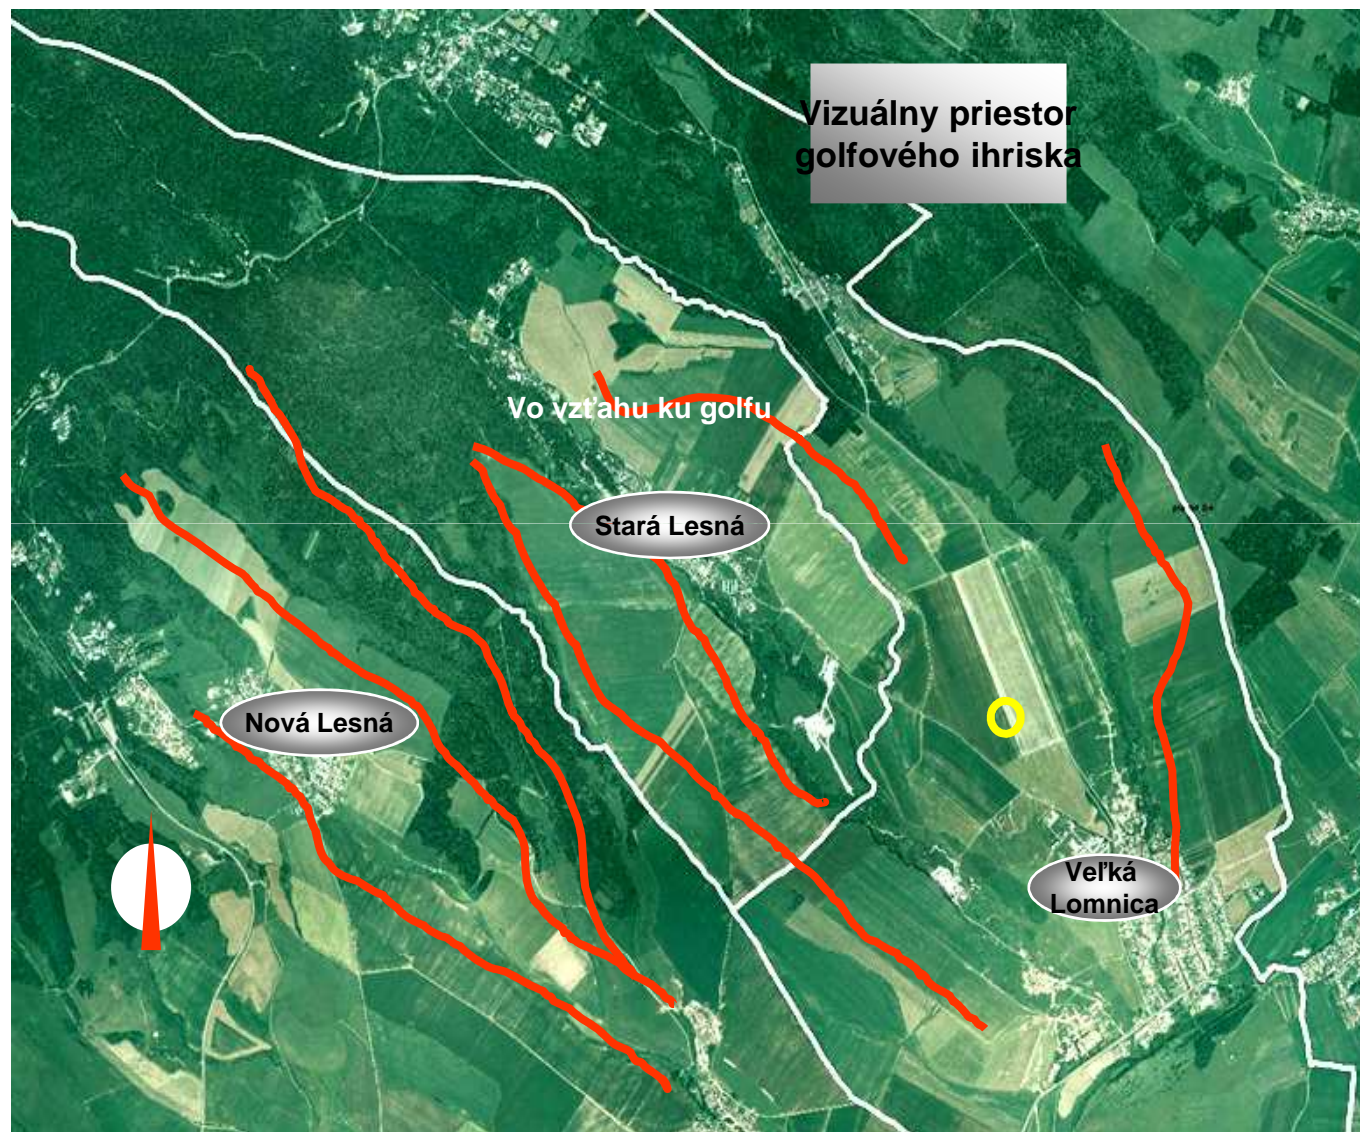 Vizuálny priestor
golfového ihriska
Vo vzťahu ku golfu
Stará Lesná
Nová Lesná
Veľká
Lomnica